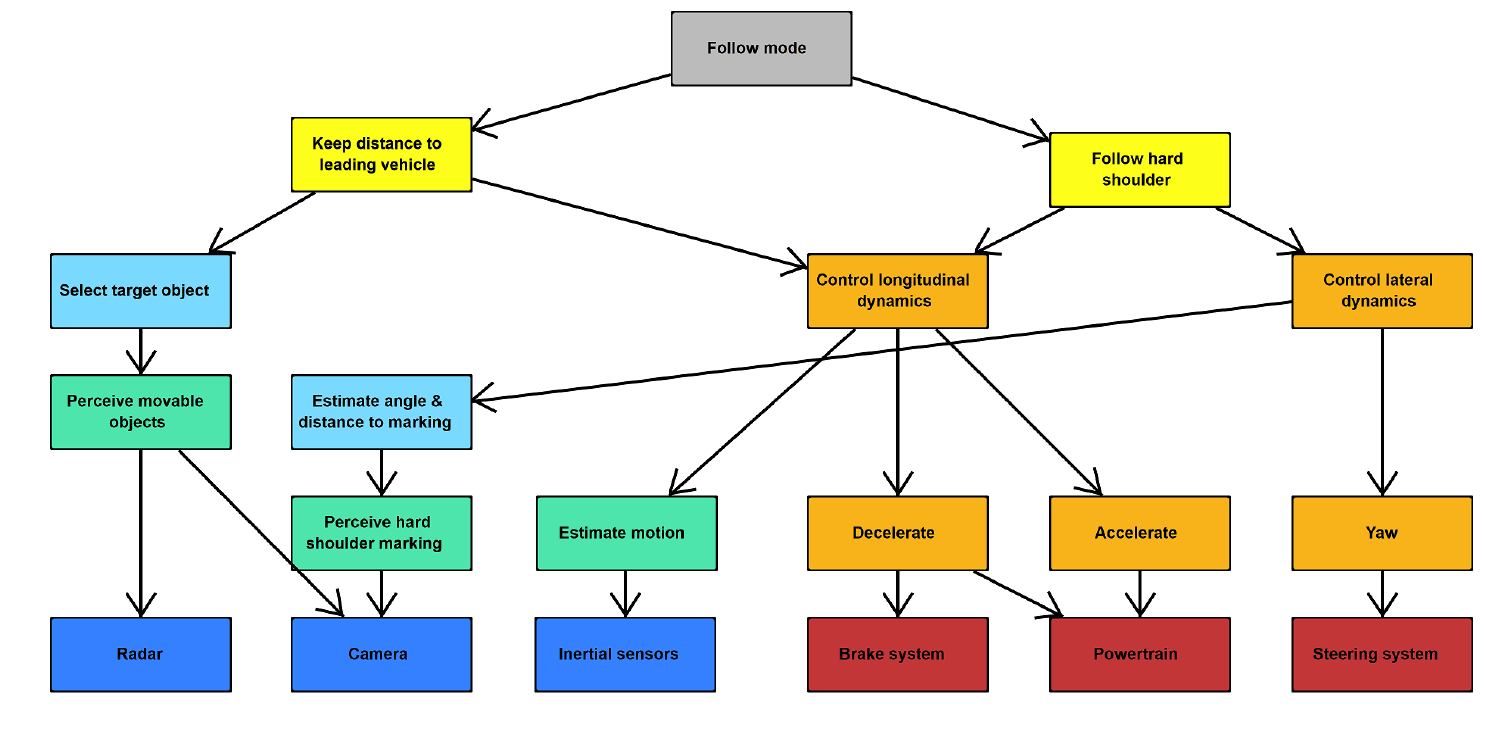 Follow mode
Keep distance to
leading vehicle
Follow hard
shoulder
Select target object
Control longitudinal
dynamics
Control lateral
dynamics
Perceive movable
objects
Estimate angle &
distance to marking
Perceive hard
shoulder marking
Estimate motion
Decelerate
Accelerate
Yaw
Radar
Camera
Inertial sensors
Brake system
Powertrain
Steering system